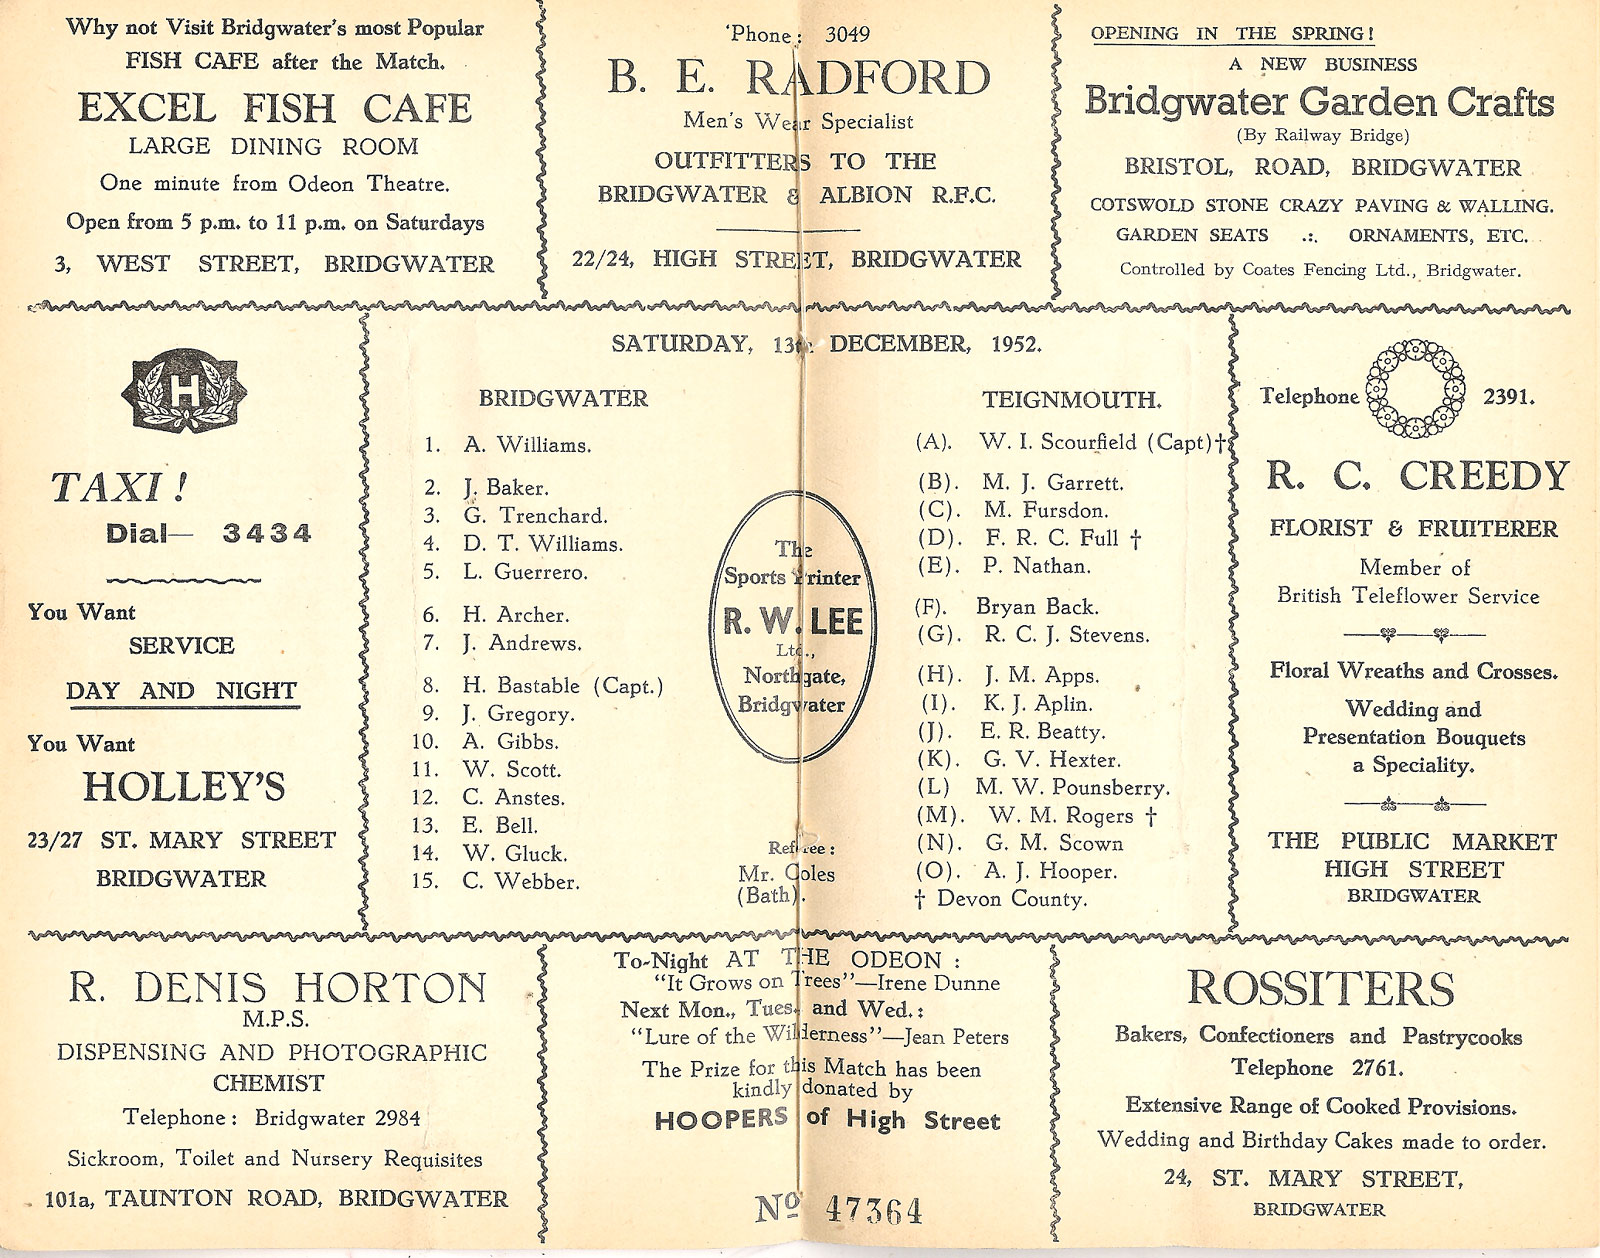 Why not Visit Bridgwater's most Popular
FISH CAFE after the Match.
EXCEL FISH CAFE
LARGE DINING ROOM
One minute from Odeon Theatre.
Open from 5 p.m. to 11 p.m. on Saturdays
3, WEST STREET, BRIDGWATER
'Phone: 3049
B. E. RADFORD
Men's Wear Specialist
OUTFITTERS TO THE
BRIDGWATER & ALBION R.F.C.
22/24, HIGH STREET, BRIDGWATER
OPENING IN THE SPRING!
A NEW BUSINESS
Bridgwater Garden Crafts
(By Railway Bridge)
BRISTOL, ROAD, BRIDGWATER
COTSWOLD STONE CRAZY PAVING & WALLING.
GARDEN SEATS .:. ORNAMENTS, ETC.
Controlled by Coates Fencing Ltd., Bridgwater.
H
TAXI!
Dial— 3434
You Want
SERVICE
DAY AND NIGHT
You Want
HOLLEY'S
23/27 ST. MARY STREET
BRIDGWATER
SATURDAY, 13th DECEMBER, 1952.
BRIDGWATER
1. A. Williams.
2. J. Baker.
3. G. Trenchard.
4. D. T. Williams.
5. L. Guerrero.
6. H. Archer.
7. J. Andrews.
8. H. Bastable (Capt.)
9. J. Gregory.
10. A. Gibbs.
11. W. Scott.
12. C. Anstes.
13. E. Bell.
14. W. Gluck.
15. C. Webber.
The
Sports Printer
R. W. LEE
Ltd.,
Northgate,
Bridgwater
Referee:
Mr. Coles
(Bath).
TEIGNMOUTH.
(A). W. I. Scourfield (Capt)†
(B). M. J. Garrett.
(C). M. Fursdon.
(D). F. R. C. Full †
(E). P. Nathan.
(F). Bryan Back.
(G). R. C. J. Stevens.
(H). J. M. Apps.
(I). K. J. Aplin.
(J). E. R. Beatty.
(K). G. V. Hexter.
(L) M. W. Pounsberry.
(M). W. M. Rogers †
(N). G. M. Scown
(O). A. J. Hooper.
† Devon County.
Telephone 2391.
R. C. CREEDY
FLORIST & FRUITERER
Member of
British Teleflower Service
Floral Wreaths and Crosses.
Wedding and
Presentation Bouquets
a Speciality.
THE PUBLIC MARKET
HIGH STREET
BRIDGWATER
R. DENIS HORTON
M.P.S.
DISPENSING AND PHOTOGRAPHIC
CHEMIST
Telephone: Bridgwater 2984
Sickroom, Toilet and Nursery Requisites
101a, TAUNTON ROAD, BRIDGWATER
To-Night AT THE ODEON:
"It Grows on Trees"—Irene Dunne
Next Mon., Tues. and Wed.:
"Lure of the Wilderness"—Jean Peters
The Prize for this Match has been
kindly donated by
HOOPERS of High Street
No 47364
ROSSITERS
Bakers, Confectioners and Pastrycooks
Telephone 2761.
Extensive Range of Cooked Provisions.
Wedding and Birthday Cakes made to order.
24, ST. MARY STREET,
BRIDGWATER